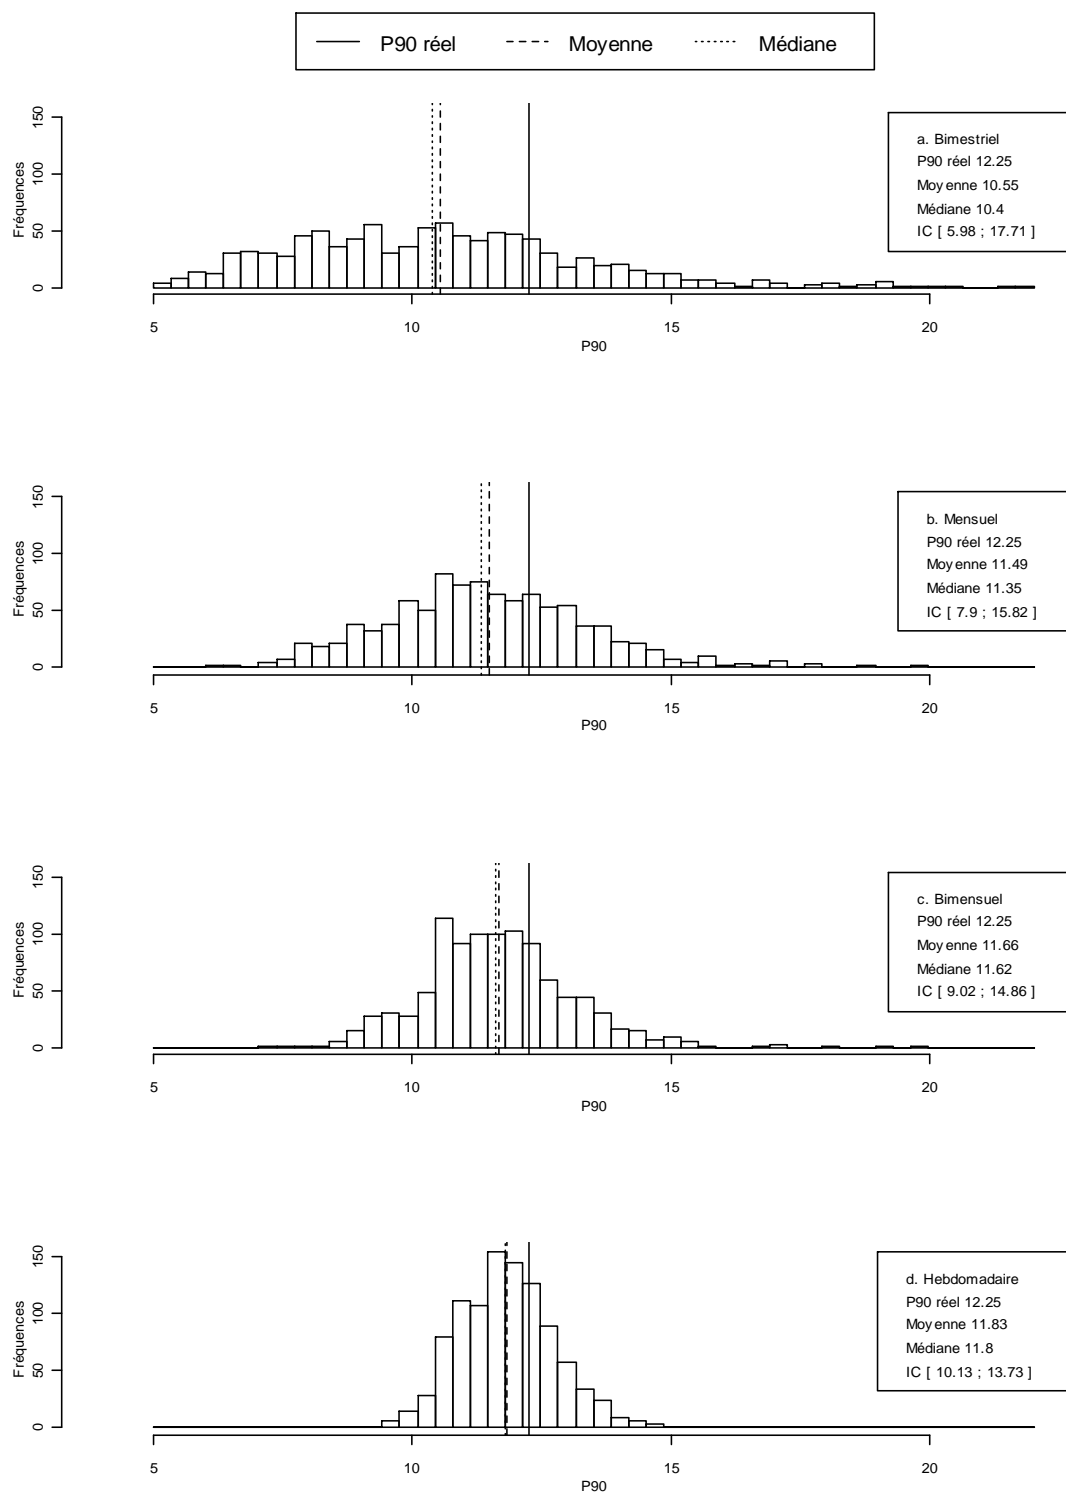 P90 réel Moyenne Médiane
a. Bimestriel
P90 réel 12.25
Moyenne 10.55
Médiane 10.4
IC [ 5.98 ; 17.71 ]
Fréquences
0 50 100 150
5 10 15 20
P90
b. Mensuel
P90 réel 12.25
Moyenne 11.49
Médiane 11.35
IC [ 7.9 ; 15.82 ]
Fréquences
0 50 100 150
5 10 15 20
P90
c. Bimensuel
P90 réel 12.25
Moyenne 11.66
Médiane 11.62
IC [ 9.02 ; 14.86 ]
Fréquences
0 50 100 150
5 10 15 20
P90
d. Hebdomadaire
P90 réel 12.25
Moyenne 11.83
Médiane 11.8
IC [ 10.13 ; 13.73 ]
Fréquences
0 50 100 150
5 10 15 20
P90